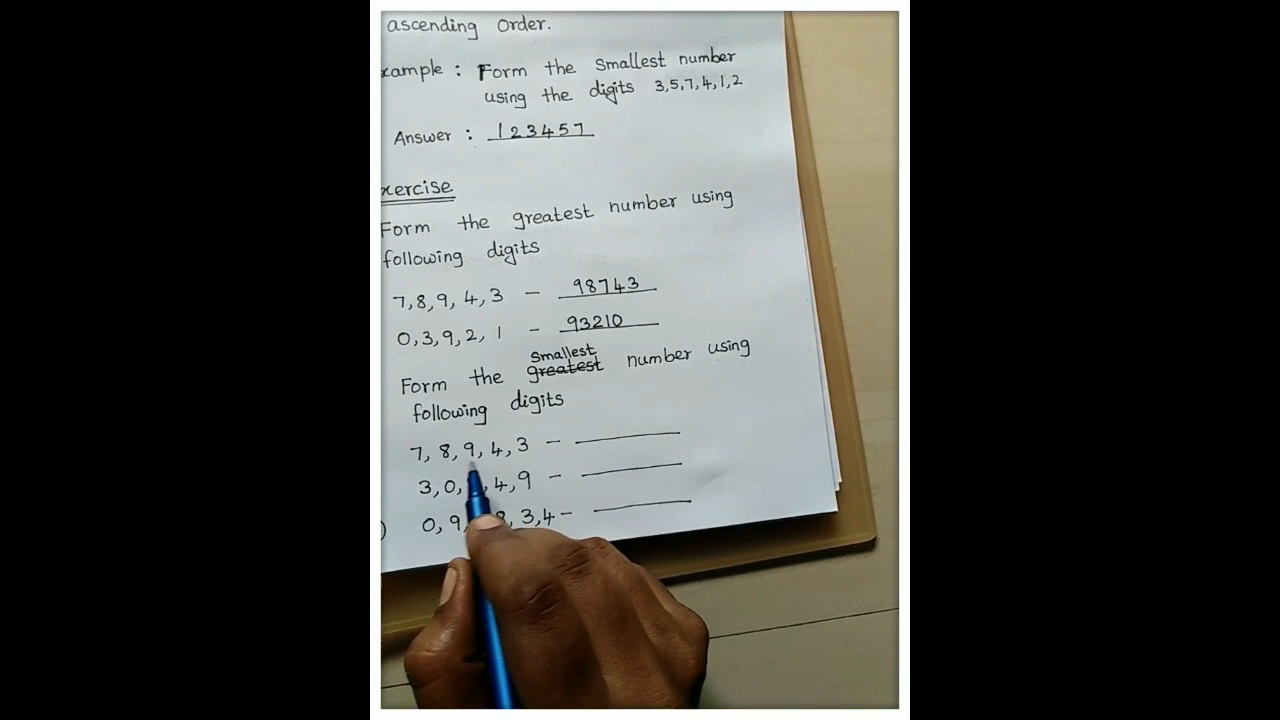 ascending order.
xample : Form the smallest number
using the digits 3,5,7,4,1,2
Answer : 123457
xercise
Form the greatest number using
following digits
7,8,9,4,3 - 98743
0,3,9,2,1 - 93210
Smallest
Form the greatest number using
following digits
7,8,9,4,3 -
3,0, ,4,9 -
) 0,9, 8,3,4 -